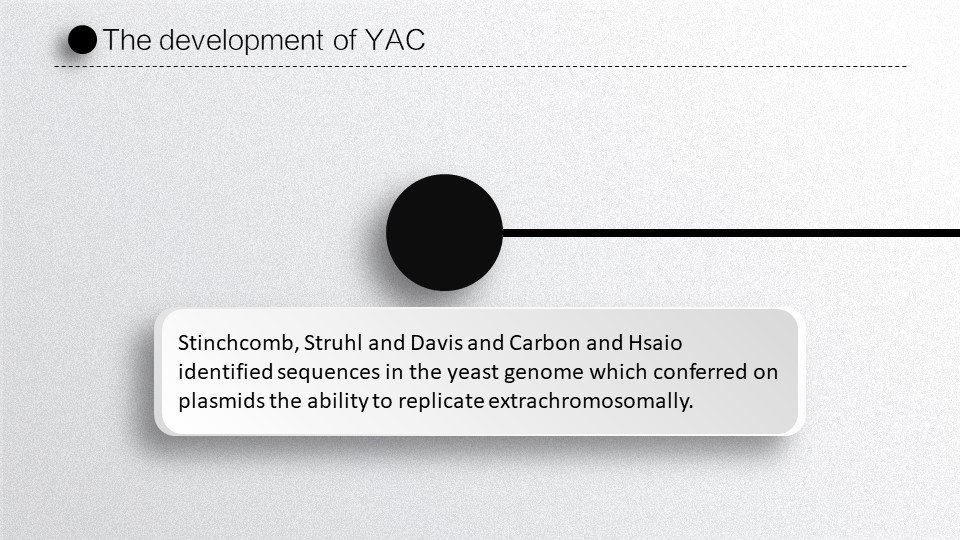 The development of YAC
Stinchcomb, Struhl and Davis and Carbon and Hsaio
identified sequences in the yeast genome which conferred on
plasmids the ability to replicate extrachromosomally.